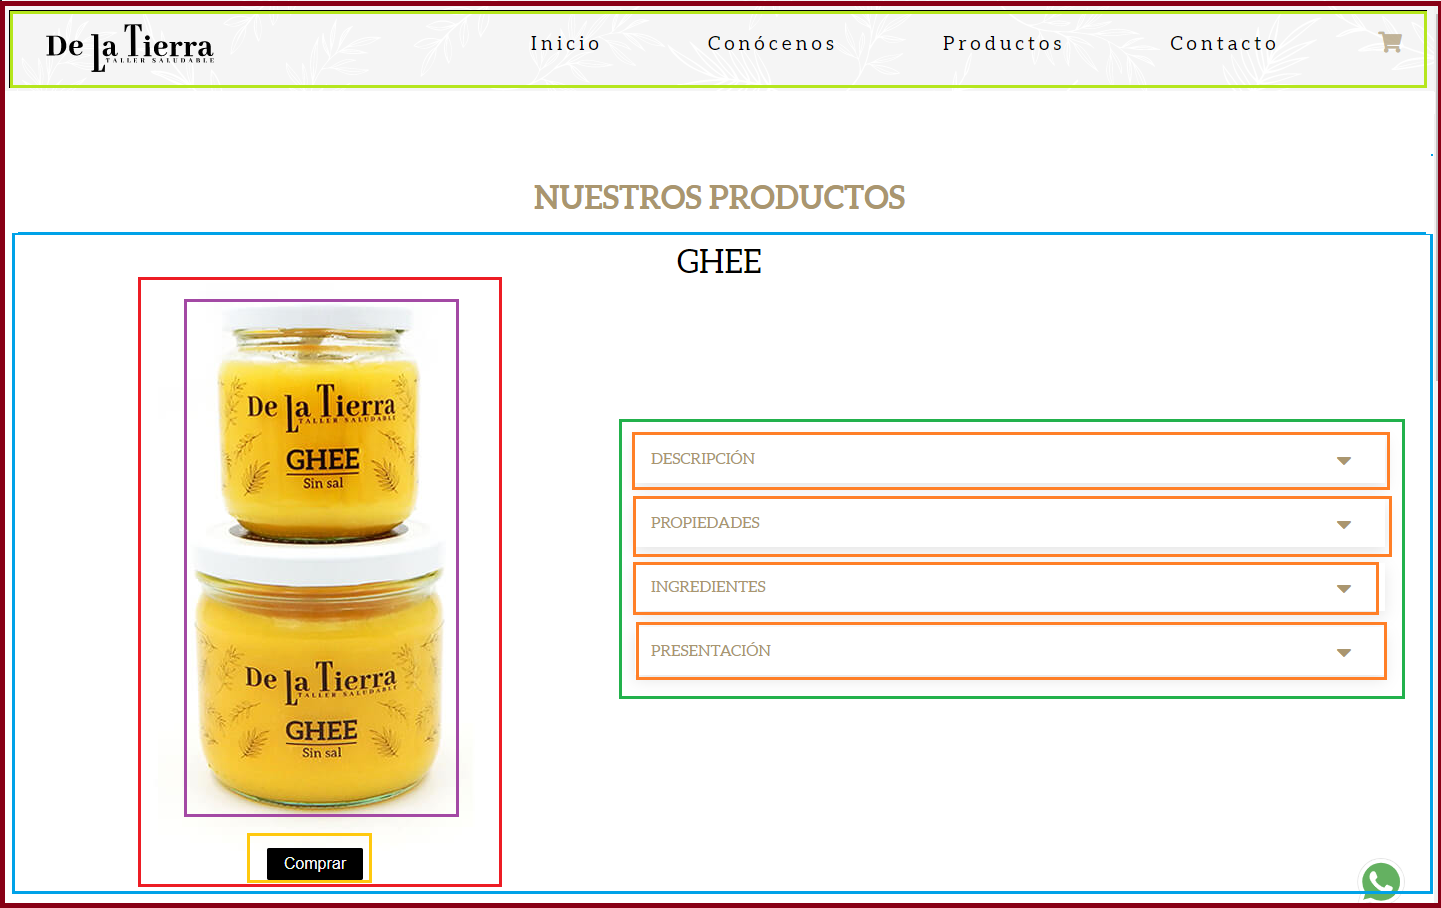 De La Tierra
TALLER SALUDABLE
Inicio
Conócenos
Productos
Contacto
NUESTROS PRODUCTOS
GHEE
De La Tierra
TALLER SALUDABLE
GHEE
Sin sal
De La Tierra
TALLER SALUDABLE
GHEE
Sin sal
Comprar
DESCRIPCIÓN
PROPIEDADES
INGREDIENTES
PRESENTACIÓN